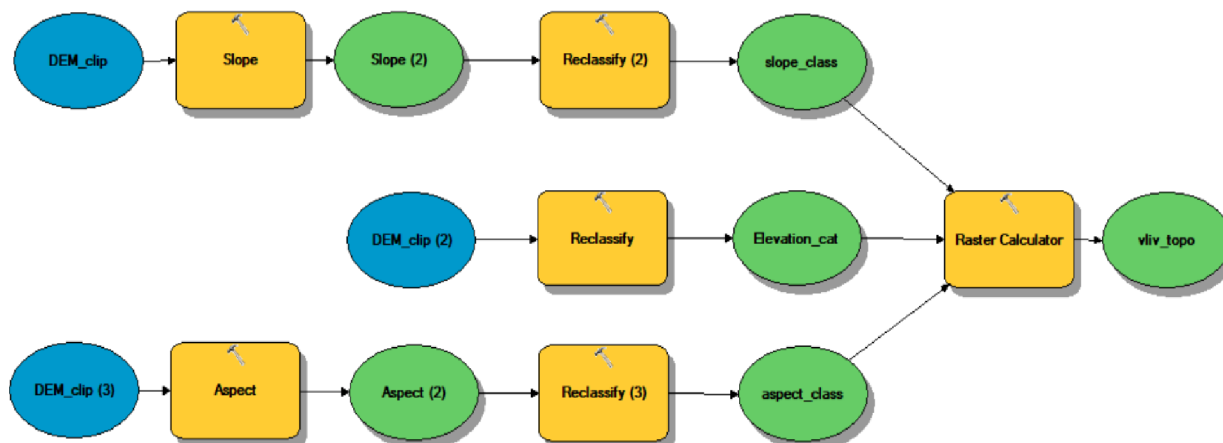 DEM_clip
Slope
Slope (2)
Reclassify (2)
slope_class
DEM_clip (2)
Reclassify
Elevation_cat
Raster Calculator
vliv_topo
DEM_clip (3)
Aspect
Aspect (2)
Reclassify (3)
aspect_class